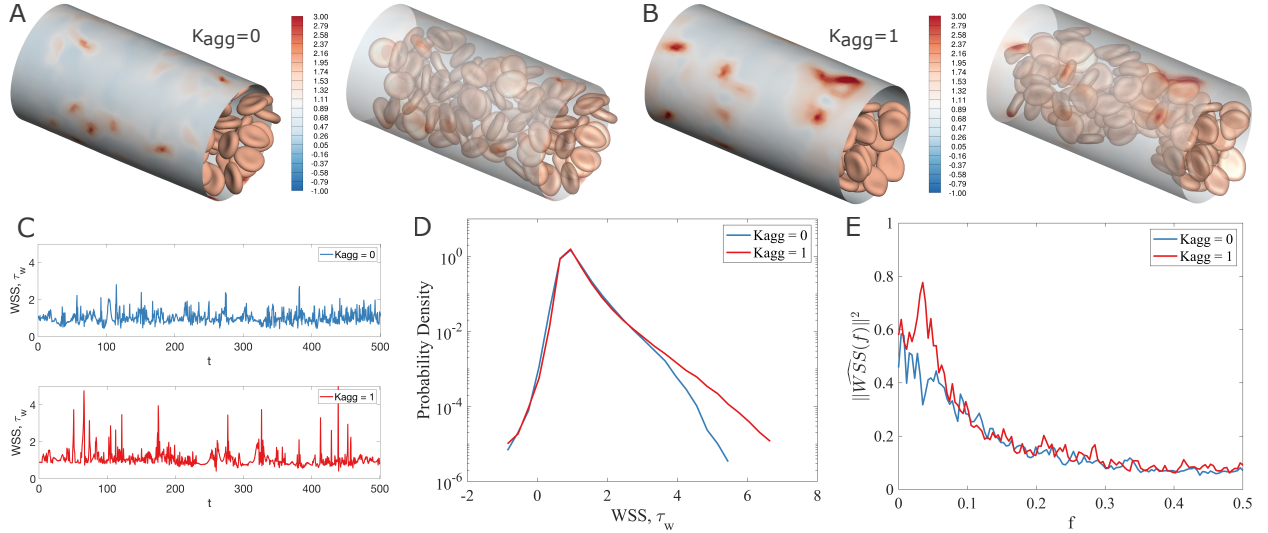 A
Kagg=0
3.00
2.79
2.58
2.37
2.16
1.95
1.74
1.53
1.32
1.11
0.89
0.68
0.47
0.26
0.05
-0.16
-0.37
-0.58
-0.79
-1.00
B
Kagg=1
3.00
2.79
2.58
2.37
2.16
1.95
1.74
1.53
1.32
1.11
0.89
0.68
0.47
0.26
0.05
-0.16
-0.37
-0.58
-0.79
-1.00
C
WSS, τw
4
2
0
Kagg = 0
0 100 200 300 400 500
t
WSS, τw
4
2
0
Kagg = 1
0 100 200 300 400 500
t
D
Probability Density
10^0
10^-2
10^-4
10^-6
Kagg = 0
Kagg = 1
-2 0 2 4 6 8
WSS, τw
E
||WSS(f)||^2
1
0.8
0.6
0.4
0.2
0
Kagg = 0
Kagg = 1
0 0.1 0.2 0.3 0.4 0.5
f